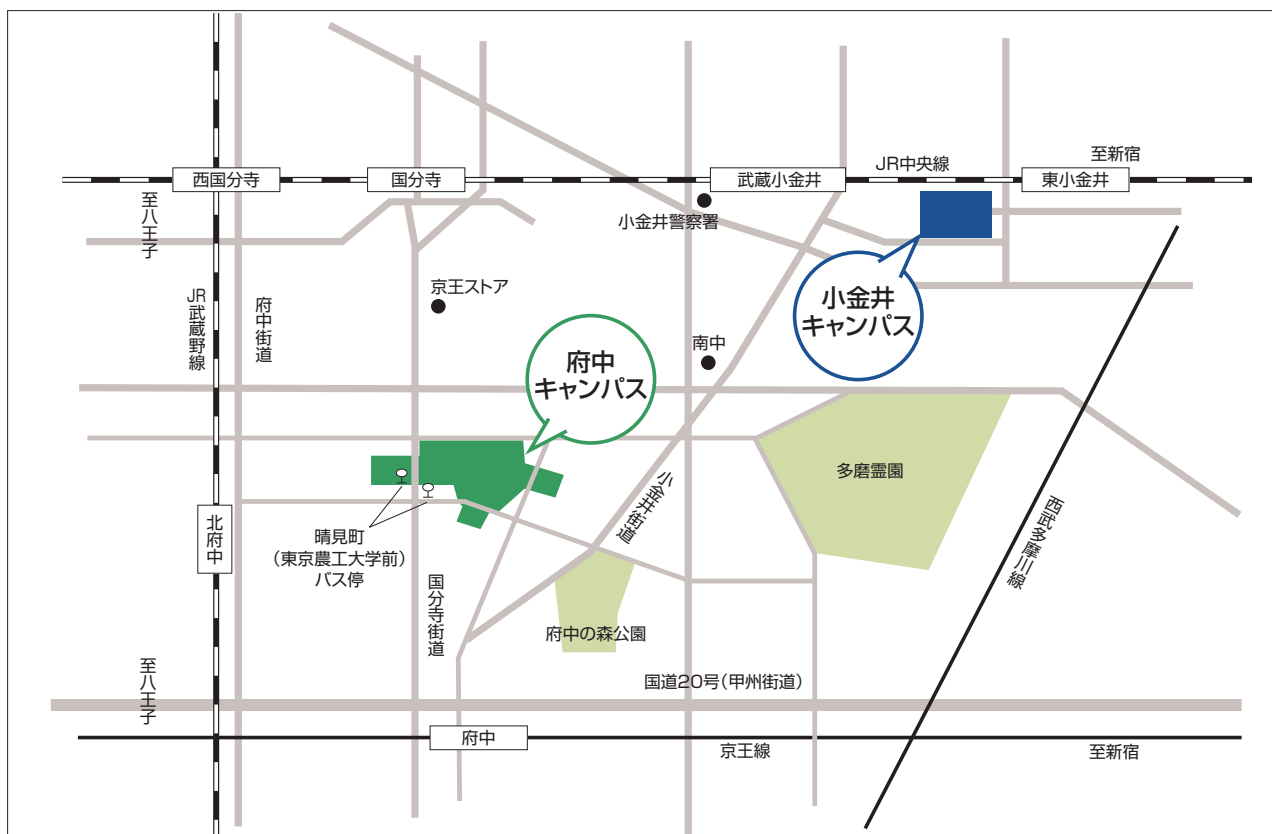 JR中央線
至新宿
西国分寺
国分寺
武蔵小金井
東小金井
至八王子
小金井警察署
京王ストア
JR武蔵野線
府中街道
小金井
キャンパス
南中
府中
キャンパス
多磨霊園
小金井街道
西武多摩川線
北府中
晴見町
(東京農工大学前)
バス停
国分寺街道
府中の森公園
至八王子
国道20号(甲州街道)
府中
京王線
至新宿